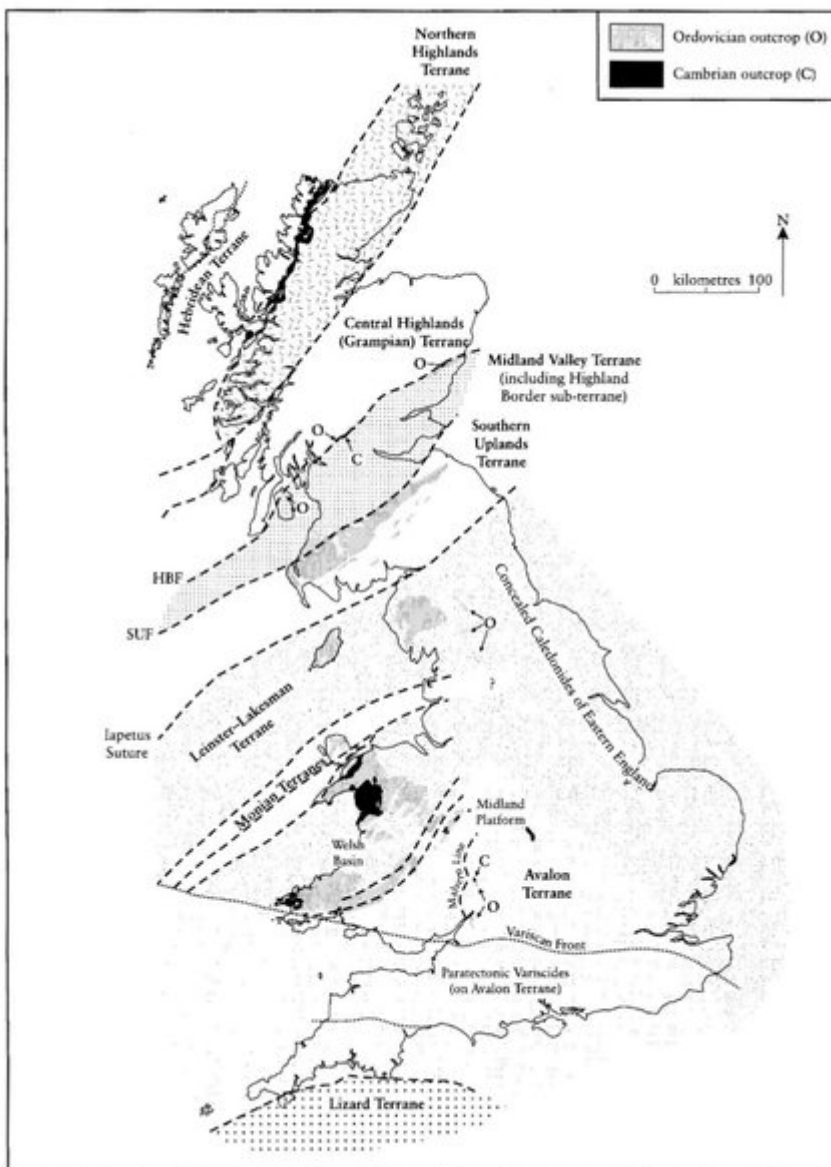 Northern
Highlands
Terrane
Ordovician outcrop (O)
Cambrian outcrop (C)
N
0 kilometres 100
Hebridean Terrane
Central Highlands
(Grampian) Terrane
O
Midland Valley Terrane
(including Highland
Border sub-terrane)
Southern
Uplands
Terrane
O
C
O
HBF
SUF
Concealed Caledonides of Eastern England
O
?
Leinster–Lakesman
Terrane
Iapetus
Suture
Monian Terrane
Midland
Platform
Welsh
Basin
Malvern Line
C
Avalon
Terrane
O
Variscan Front
Paratectonic Variscides
(on Avalon Terrane)
Lizard Terrane